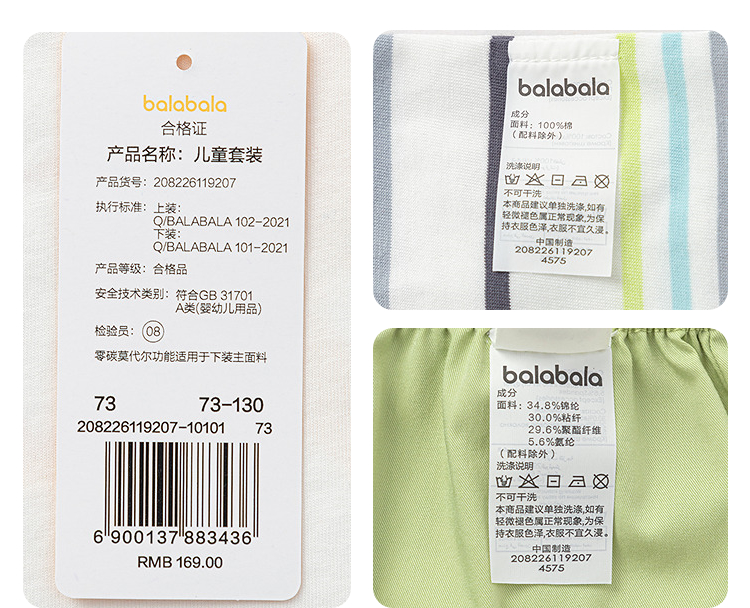 balabala
合格证
产品名称：儿童套装
产品货号：208226119207
执行标准：上装：
Q/BALABALA 102-2021
下装：
Q/BALABALA 101-2021
产品等级：合格品
安全技术类别：符合GB 31701
A类(婴幼儿用品)
检验员：08
零碳莫代尔功能适用于下装主面料
73 73-130
208226119207-10101 73
6 900137 883436
RMB 169.00
balabala
成分
面料：100%棉
（配料除外）
洗涤说明
不可干洗
本商品建议单独洗涤,如有
轻微褪色属正常现象,为保
持衣服色泽,衣服不宜久浸。
中国制造
208226119207
4575
balabala
成分
面料：34.8%锦纶
30.0%粘纤
29.6%聚酯纤维
5.6%氨纶
（配料除外）
洗涤说明
不可干洗
本商品建议单独洗涤,如有
轻微褪色属正常现象,为保
持衣服色泽,衣服不宜久浸。
中国制造
208226119207
4575